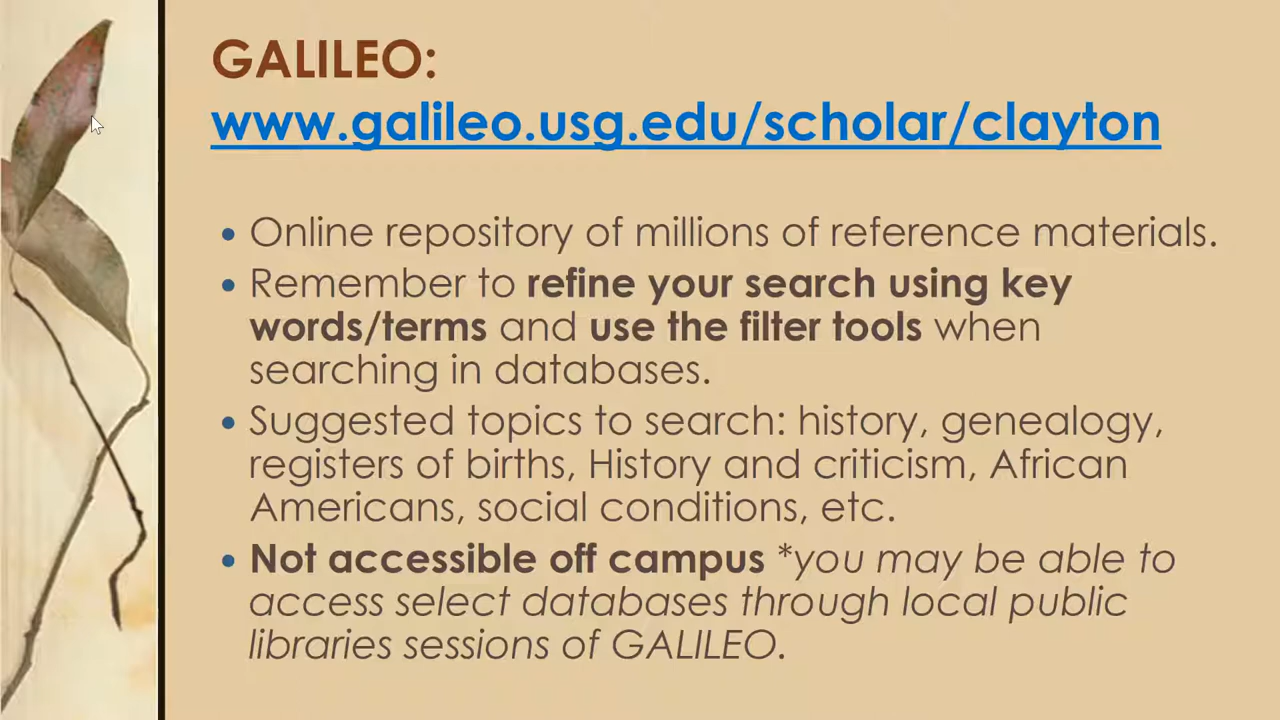 GALILEO:
www.galileo.usg.edu/scholar/clayton
• Online repository of millions of reference materials.
• Remember to refine your search using key
words/terms and use the filter tools when
searching in databases.
• Suggested topics to search: history, genealogy,
registers of births, History and criticism, African
Americans, social conditions, etc.
• Not accessible off campus *you may be able to
access select databases through local public
libraries sessions of GALILEO.